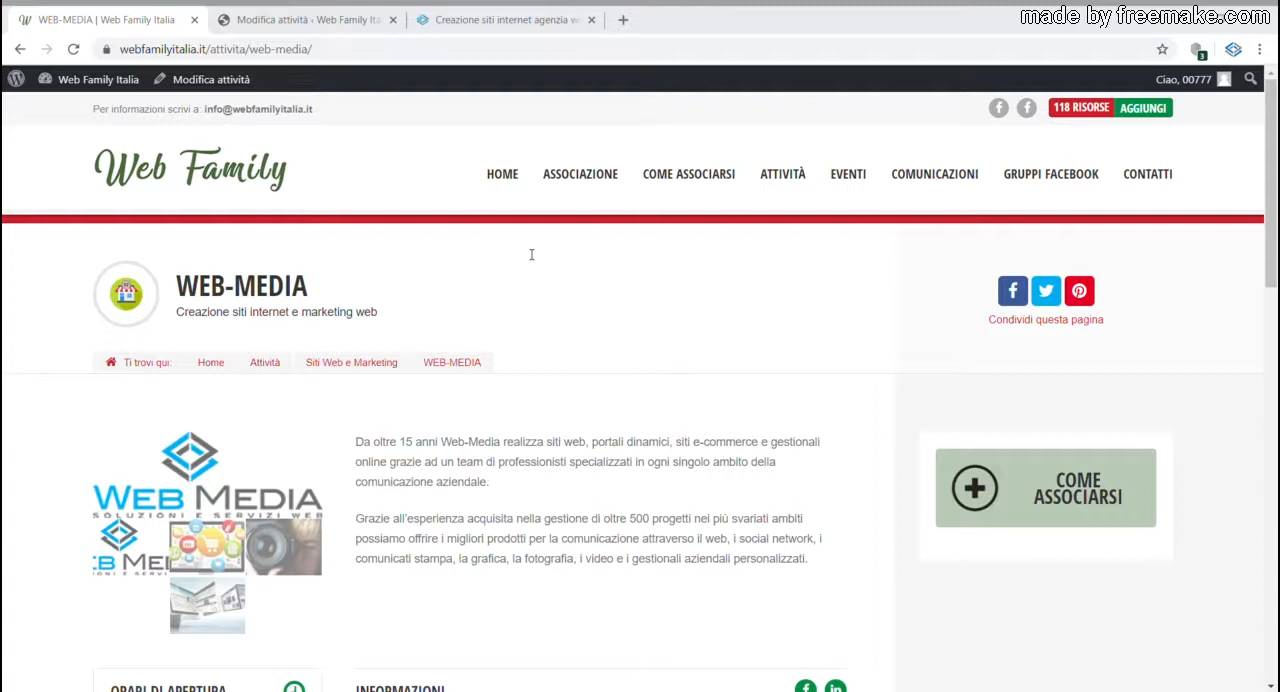 made by freemake.com
WEB-MEDIA | Web Family Italia
Modifica attività ‹ Web Family Ita
Creazione siti internet agenzia w
webfamilyitalia.it/attivita/web-media/
3
Web Family Italia
Modifica attività
Ciao, 00777
Per informazioni scrivi a: info@webfamilyitalia.it
118 RISORSE AGGIUNGI
Web Family
HOME ASSOCIAZIONE COME ASSOCIARSI ATTIVITÀ EVENTI COMUNICAZIONI GRUPPI FACEBOOK CONTATTI
WEB-MEDIA
Creazione siti internet e marketing web
Condividi questa pagina
Ti trovi qui: Home Attività Siti Web e Marketing WEB-MEDIA
WEB MEDIA
SOLUZIONI E SERVIZI WEB
Da oltre 15 anni Web-Media realizza siti web, portali dinamici, siti e-commerce e gestionali
online grazie ad un team di professionisti specializzati in ogni singolo ambito della
comunicazione aziendale.
Grazie all'esperienza acquisita nella gestione di oltre 500 progetti nei più svariati ambiti
possiamo offrire i migliori prodotti per la comunicazione attraverso il web, i social network, i
comunicati stampa, la grafica, la fotografia, i video e i gestionali aziendali personalizzati.
COME
ASSOCIARSI
ORARI DI APERTURA
INFORMAZIONI